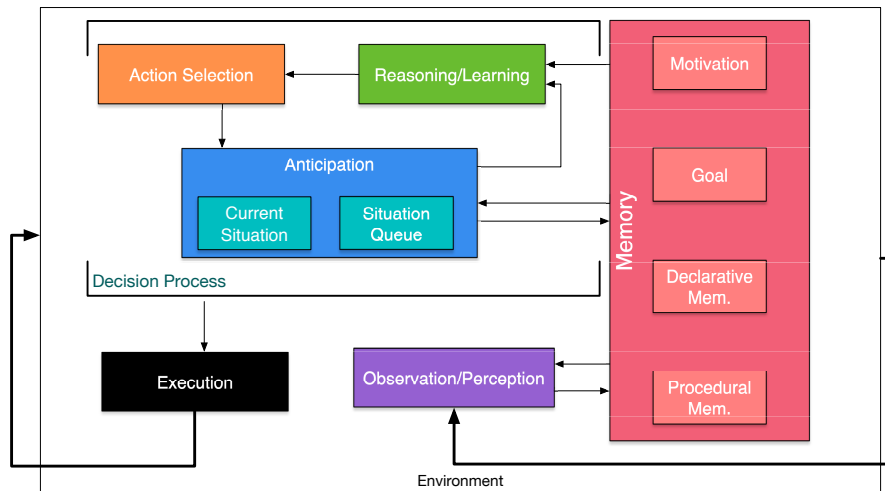 Action Selection
Reasoning/Learning
Motivation
Anticipation
Goal
Current
Situation
Situation
Queue
Memory
Decision Process
Declarative
Mem.
Execution
Observation/Perception
Procedural
Mem.
Environment